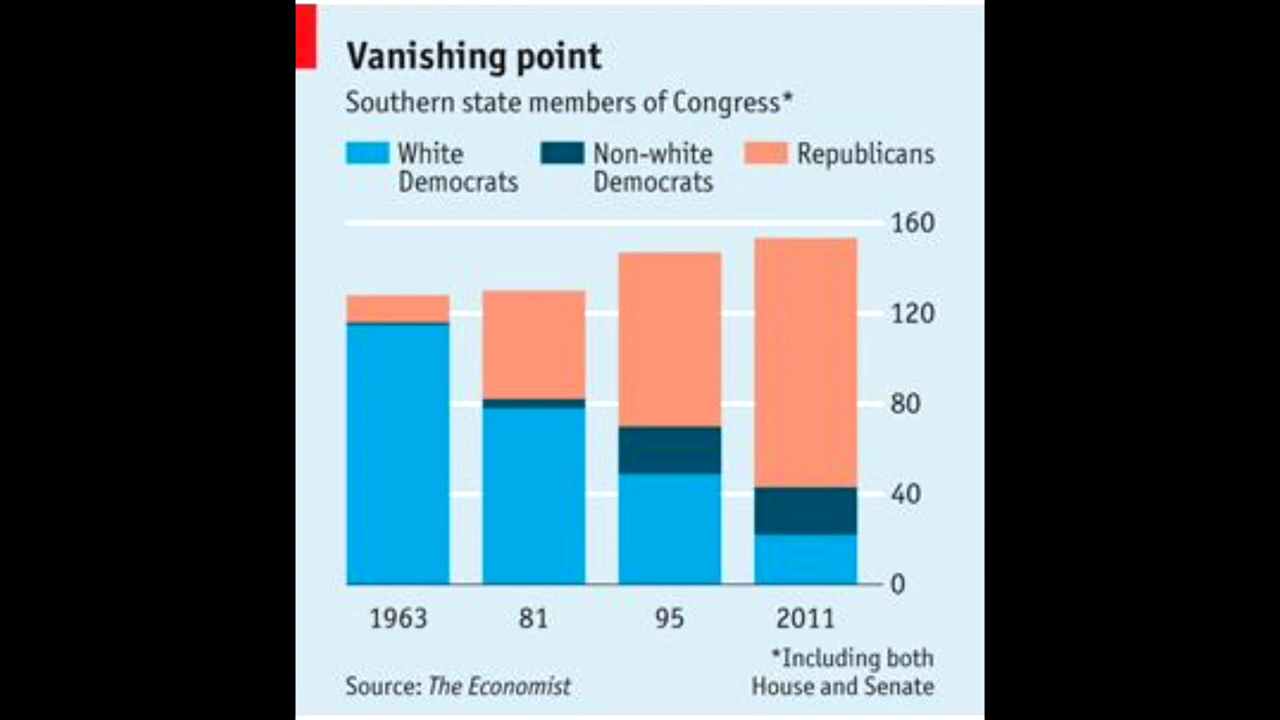 Vanishing point
Southern state members of Congress*
White
Democrats
Non-white
Democrats
Republicans
160
120
80
40
0
1963 81 95 2011
*Including both
House and Senate
Source: The Economist